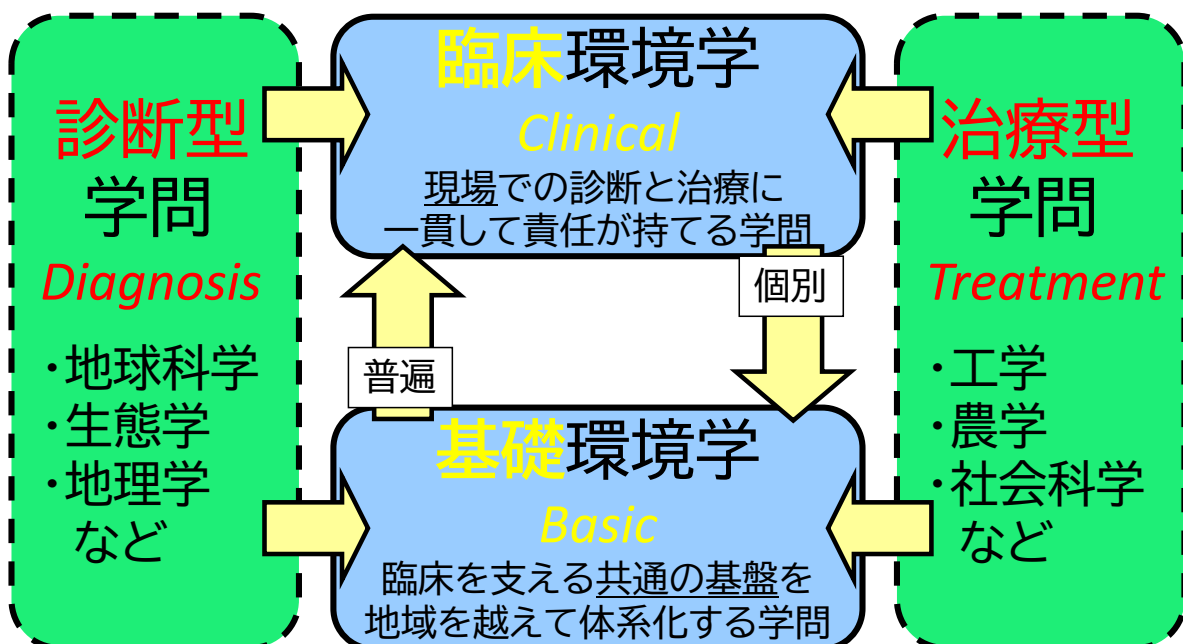 診断型
学問
Diagnosis
・地球科学
・生態学
・地理学
など
臨床環境学
Clinical
現場での診断と治療に
一貫して責任が持てる学問
個別
普遍
基礎環境学
Basic
臨床を支える共通の基盤を
地域を越えて体系化する学問
治療型
学問
Treatment
・工学
・農学
・社会科学
など